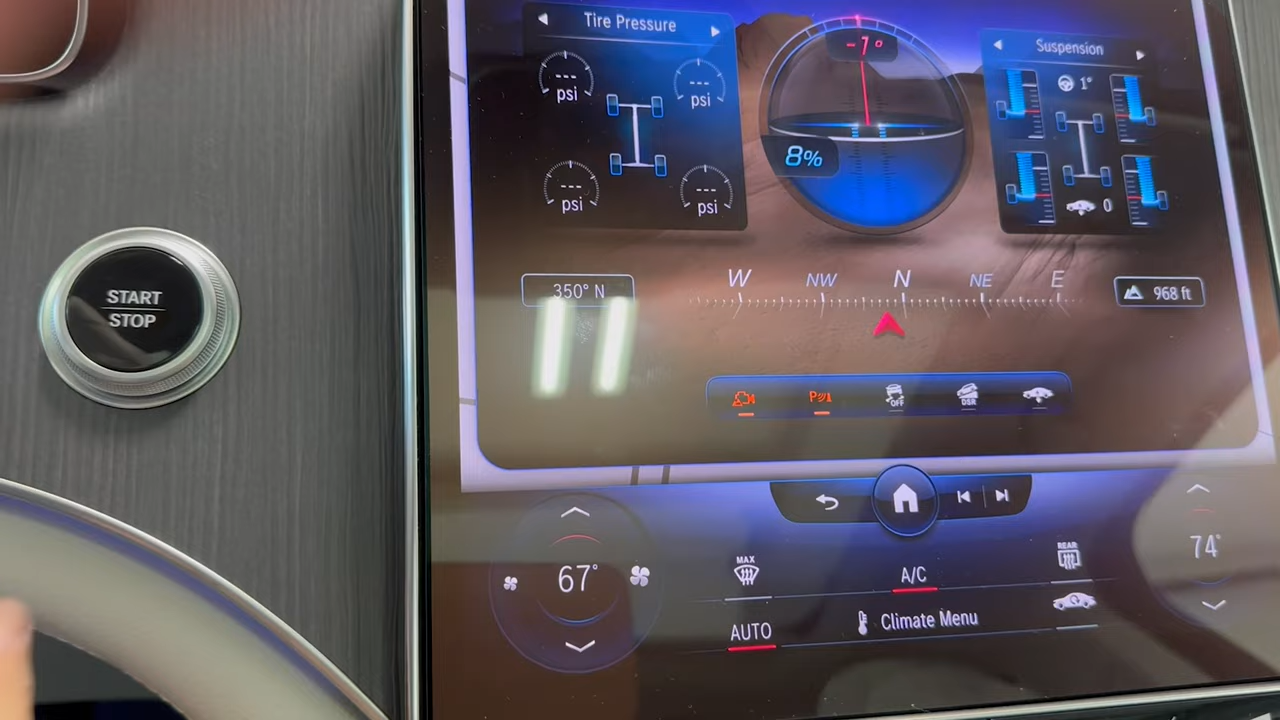 START
STOP
Tire Pressure
---
psi
---
psi
---
psi
---
psi
-1°
8%
Suspension
1°
0
W NW N NE E
350° N
968 ft
P
OFF
DSR
67°
74°
MAX
A/C
REAR
AUTO
Climate Menu